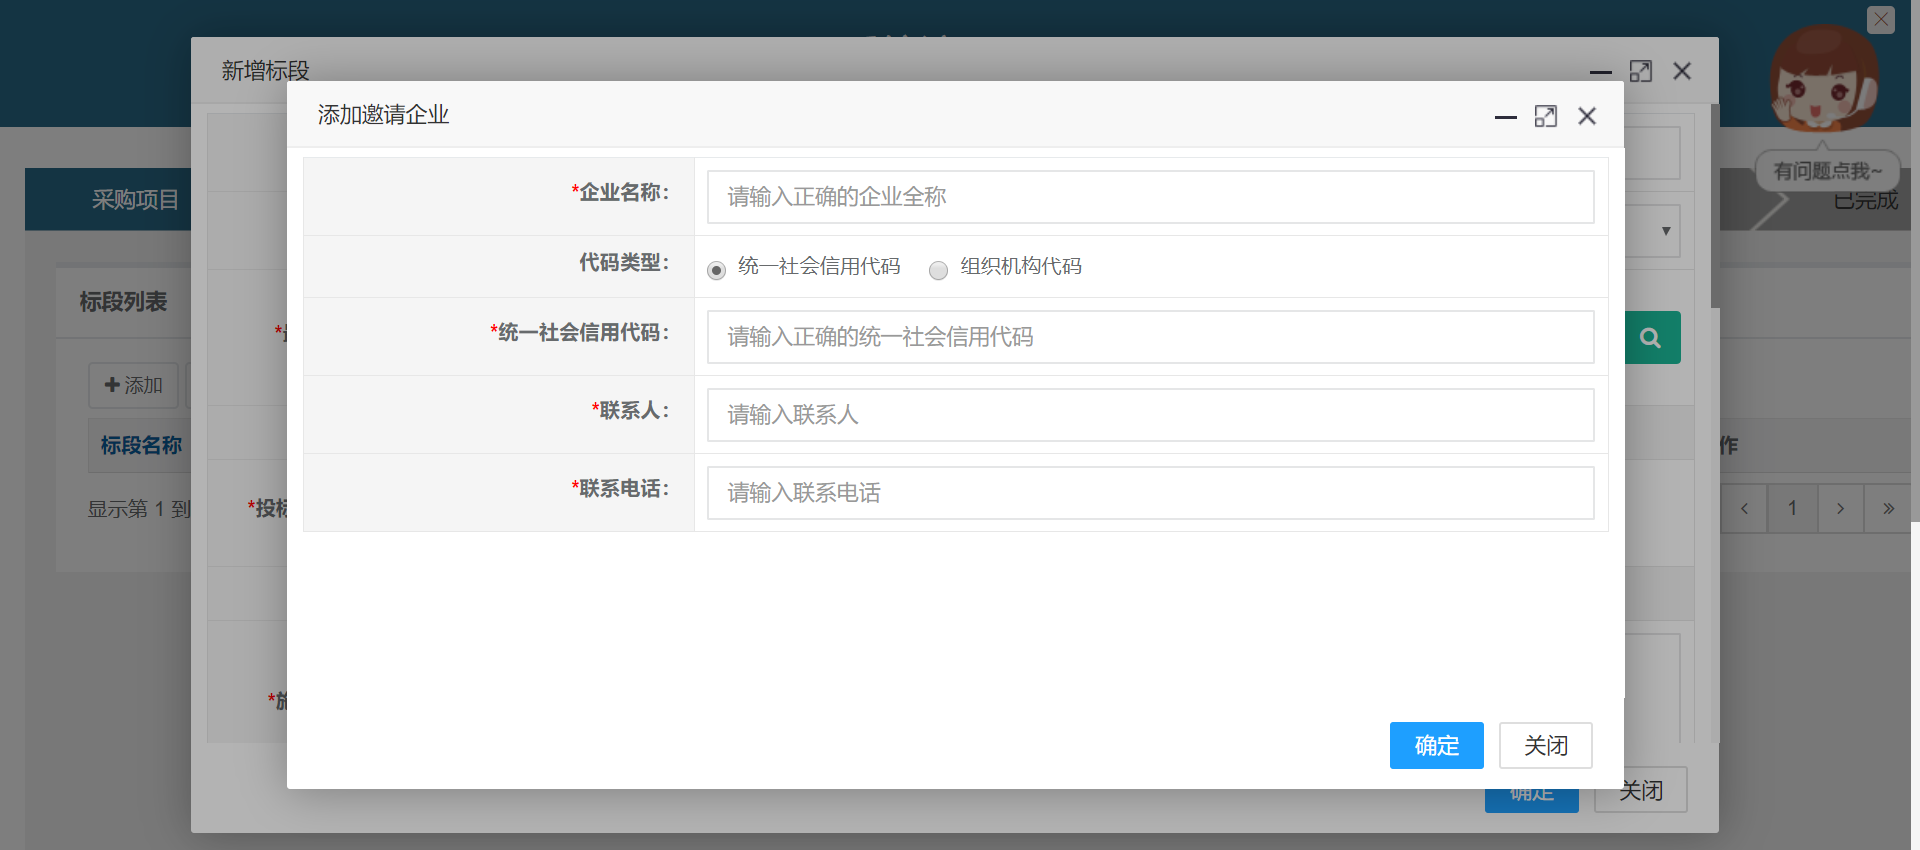 新增标段
添加邀请企业
有问题点我~
采购项目
已完成
*企业名称：
请输入正确的企业全称
代码类型：
统一社会信用代码
组织机构代码
标段列表
*统一社会信用代码：
请输入正确的统一社会信用代码
添加
*联系人：
请输入联系人
标段名称
作
*联系电话：
请输入联系电话
显示第 1 到
*投标
‹
1
›
»
确定
关闭
确定
关闭